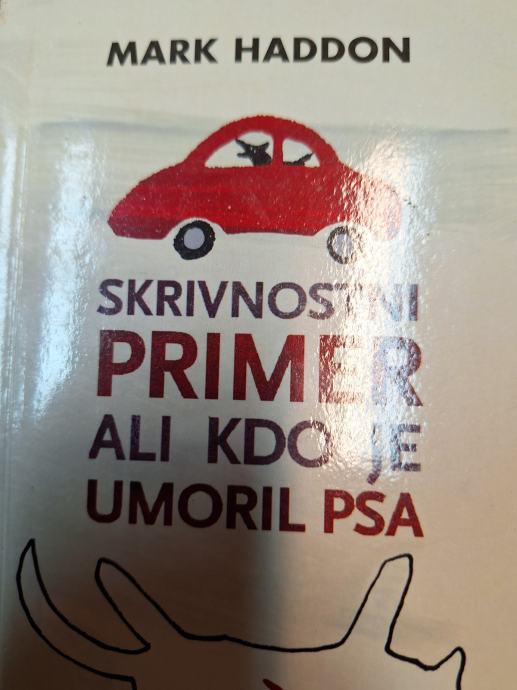 MARK HADDON
SKRIVNOSTNI
PRIMER
ALI KDO JE
UMORIL PSA